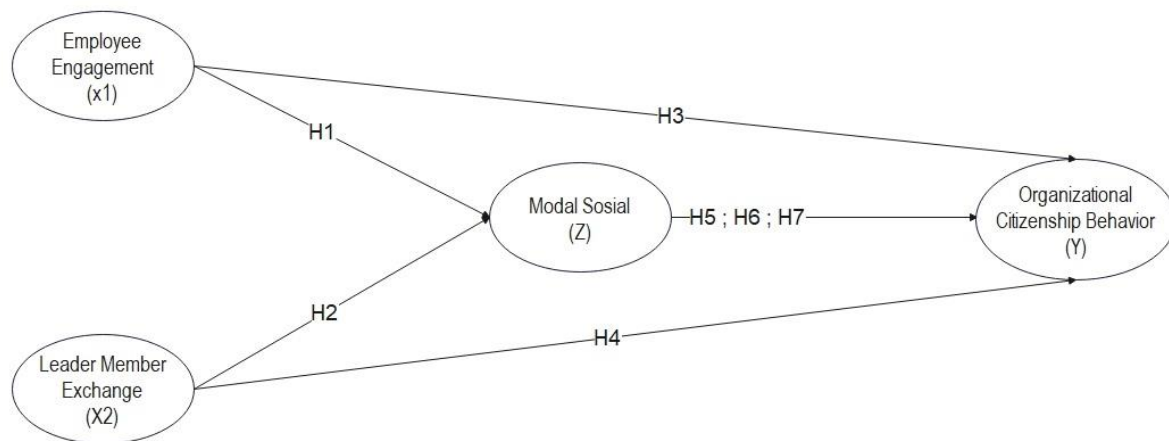 Employee
Engagement
(x1)
H1
H3
Modal Sosial
(Z)
H5 ; H6 ; H7
Organizational
Citizenship Behavior
(Y)
H2
H4
Leader Member
Exchange
(X2)